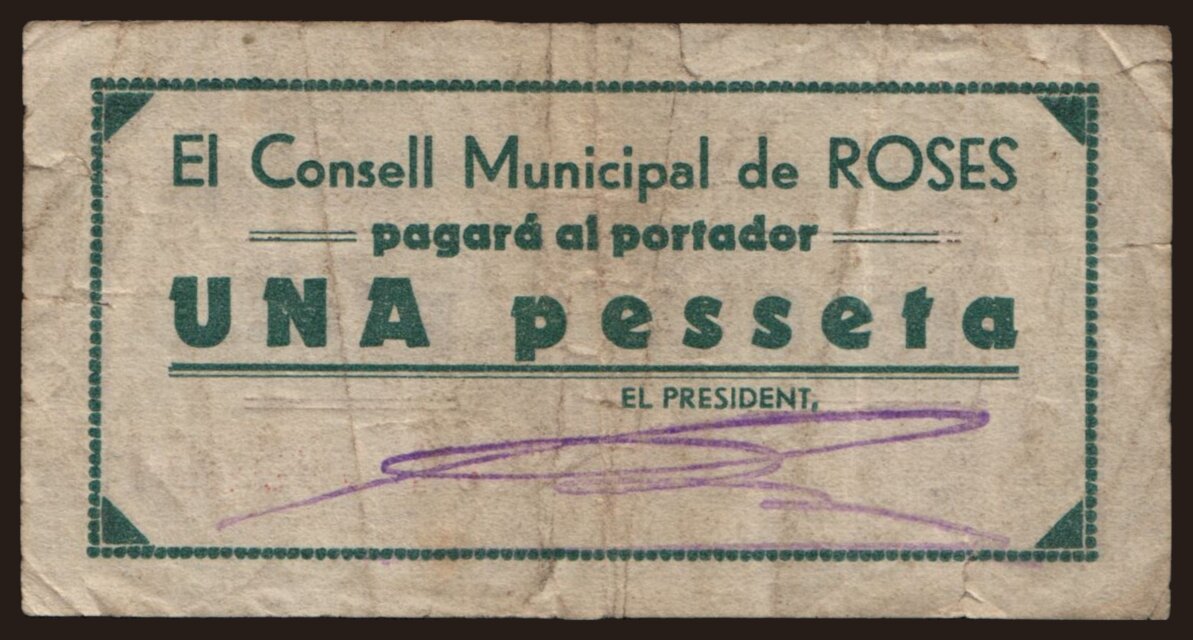 El Consell Municipal de ROSES
pagará al portador
UNA pesseta
EL PRESIDENT,